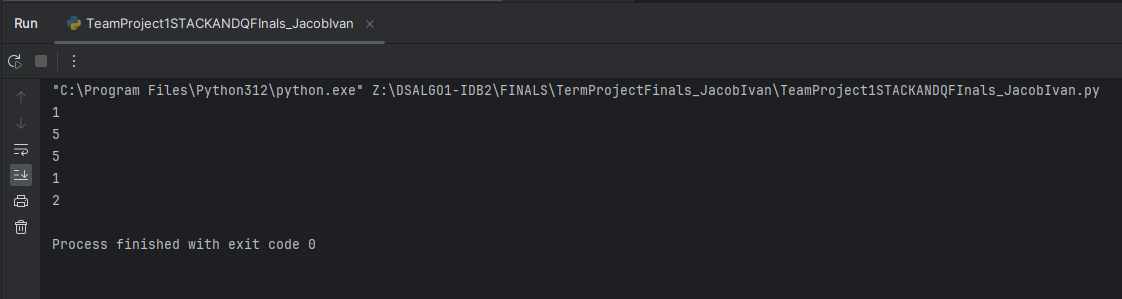 Run TeamProject1STACKANDQFInals_JacobIvan
"C:\Program Files\Python312\python.exe" Z:\DSALGO1-IDB2\FINALS\TermProjectFinals_JacobIvan\TeamProject1STACKANDQFInals_JacobIvan.py
1
5
5
1
2
Process finished with exit code 0